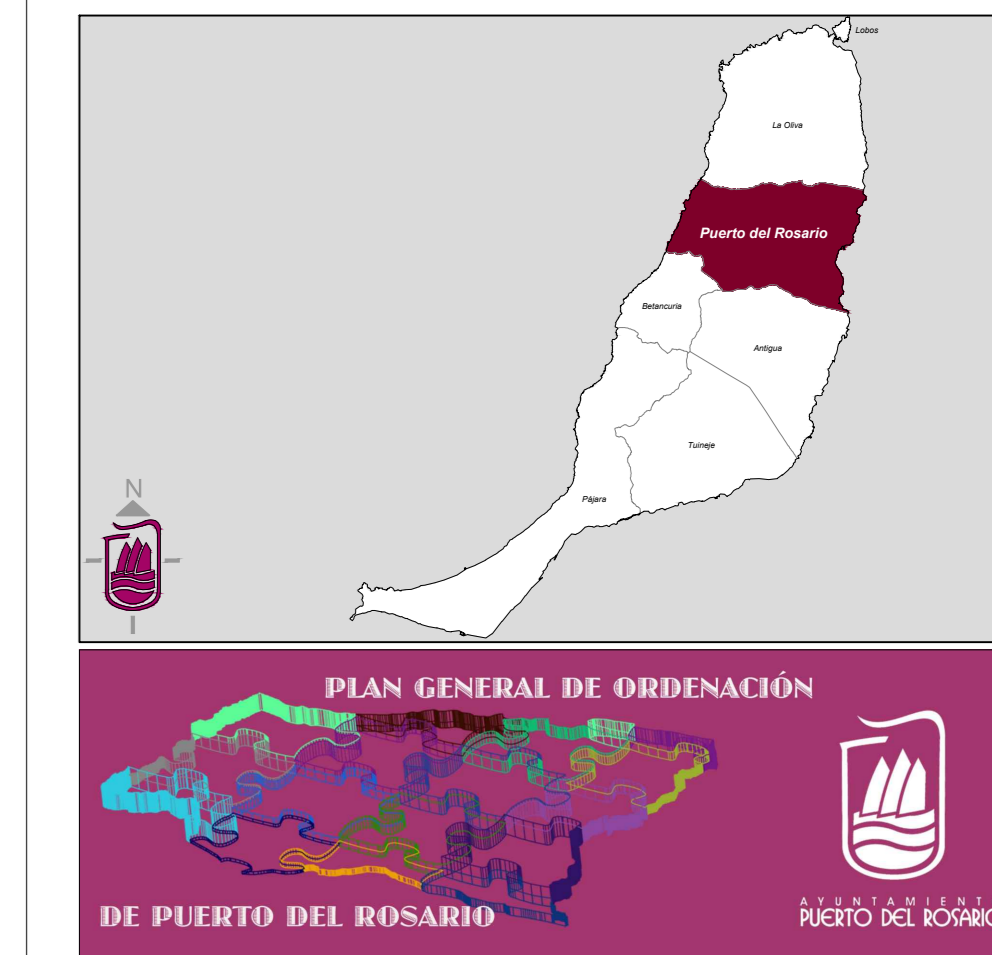 Lobos
La Oliva
Puerto del Rosario
Betancuria
Antigua
Tuineje
Pájara
N
PLAN GENERAL DE ORDENACIÓN
DE PUERTO DEL ROSARIO
AYUNTAMIENT
PUERTO DEL ROSARIO